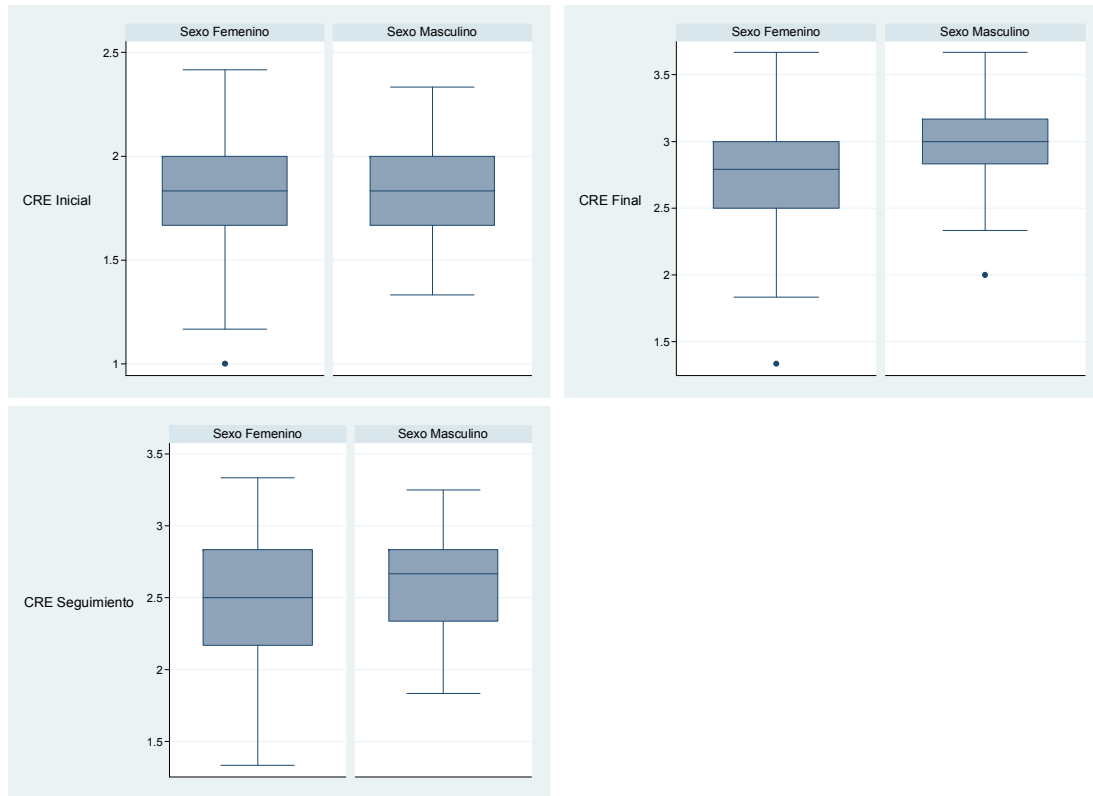 Sexo Femenino
Sexo Masculino
CRE Inicial
2.5
2
1.5
1
Sexo Femenino
Sexo Masculino
CRE Final
3.5
3
2.5
2
1.5
Sexo Femenino
Sexo Masculino
CRE Seguimiento
3.5
3
2.5
2
1.5